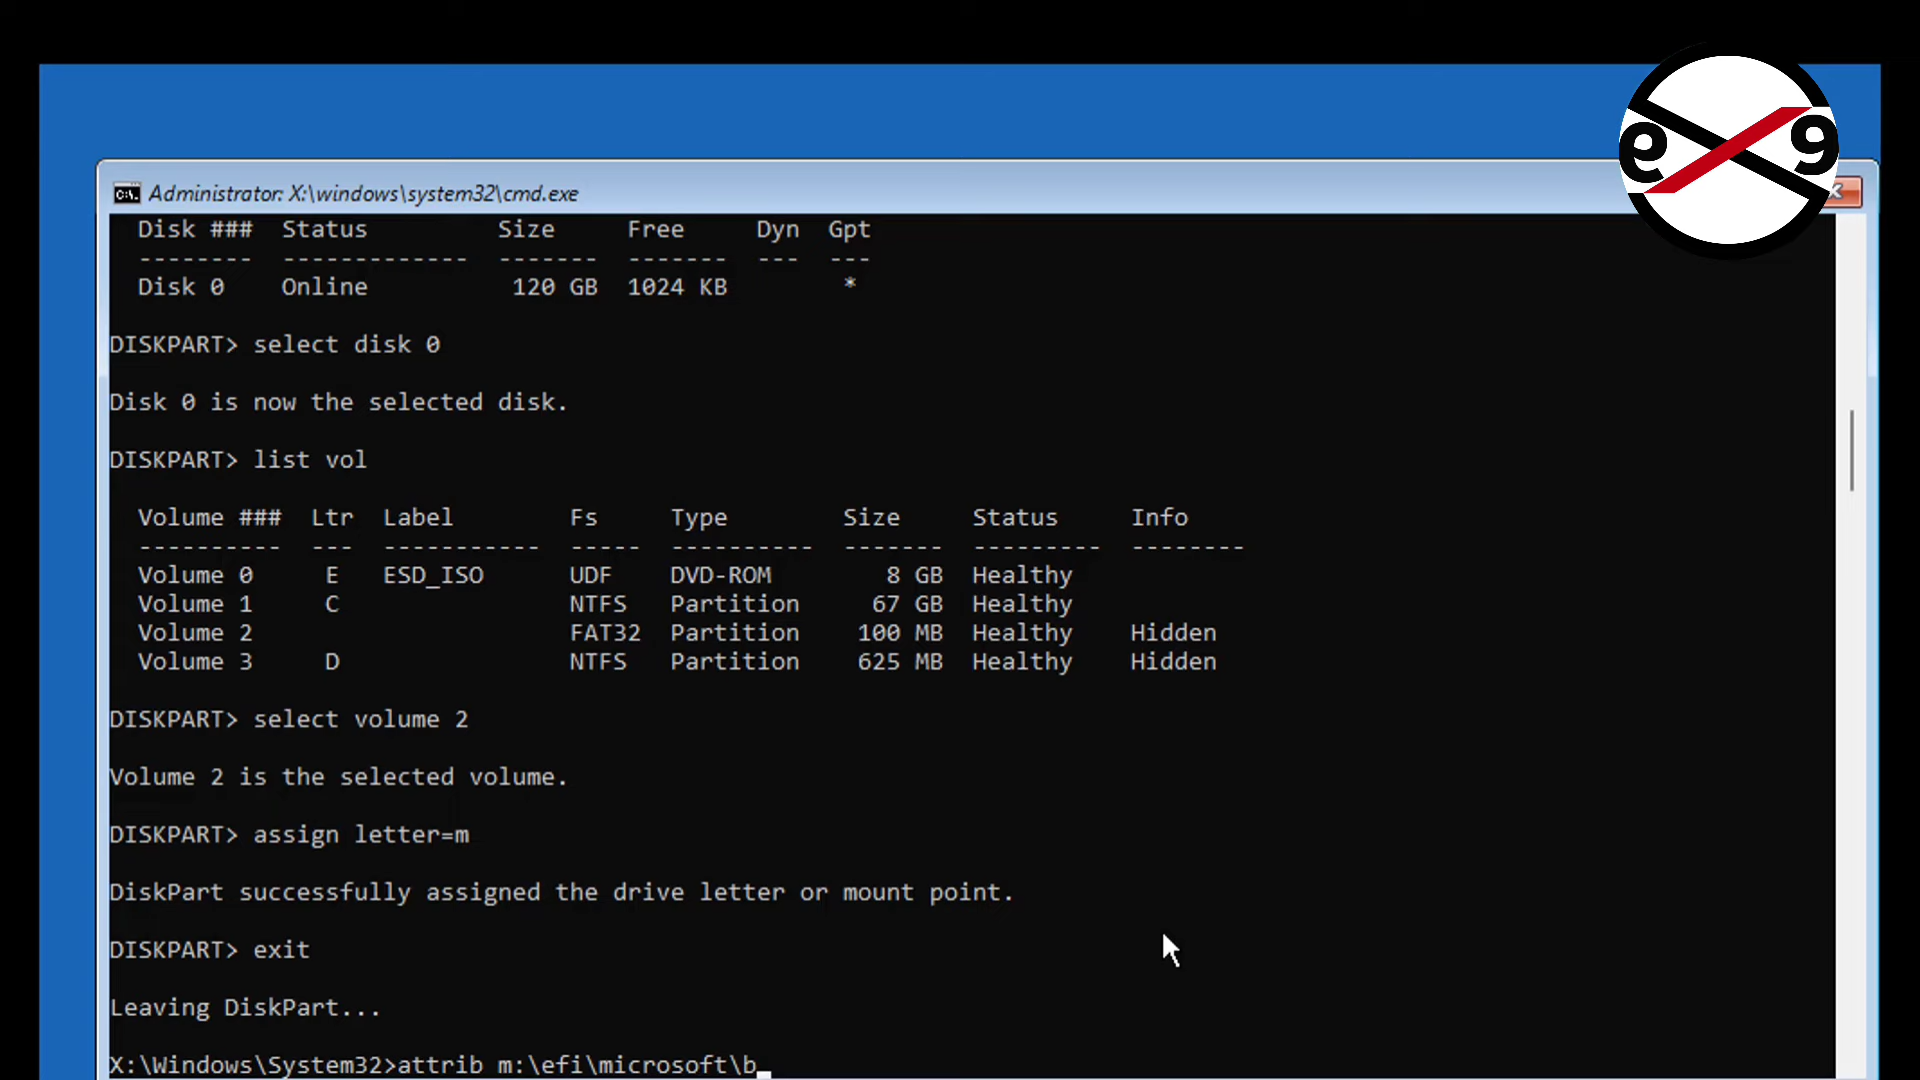 e 9
Administrator: X:\windows\system32\cmd.exe
Disk ### Status Size Free Dyn Gpt
-------- ------------- ------- ------- --- ---
Disk 0 Online 120 GB 1024 KB *
DISKPART> select disk 0
Disk 0 is now the selected disk.
DISKPART> list vol
Volume ### Ltr Label Fs Type Size Status Info
---------- --- ----------- ----- ---------- ------- --------- --------
Volume 0 E ESD_ISO UDF DVD-ROM 8 GB Healthy
Volume 1 C NTFS Partition 67 GB Healthy
Volume 2 FAT32 Partition 100 MB Healthy Hidden
Volume 3 D NTFS Partition 625 MB Healthy Hidden
DISKPART> select volume 2
Volume 2 is the selected volume.
DISKPART> assign letter=m
DiskPart successfully assigned the drive letter or mount point.
DISKPART> exit
Leaving DiskPart...
X:\Windows\System32>attrib m:\efi\microsoft\b_